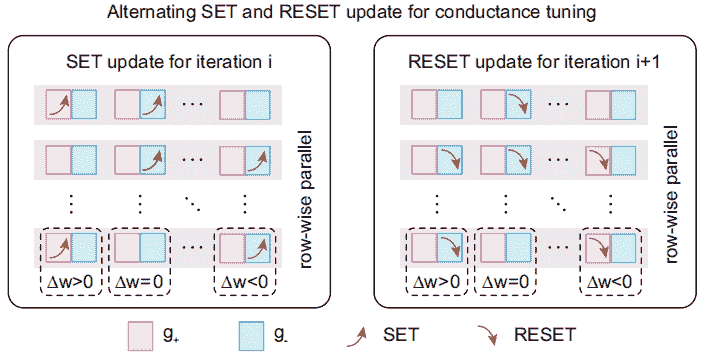 Alternating SET and RESET update for conductance tuning
SET update for iteration i
row-wise parallel
Δw>0 Δw=0 Δw<0
RESET update for iteration i+1
row-wise parallel
Δw>0 Δw=0 Δw<0
g+ g- SET RESET